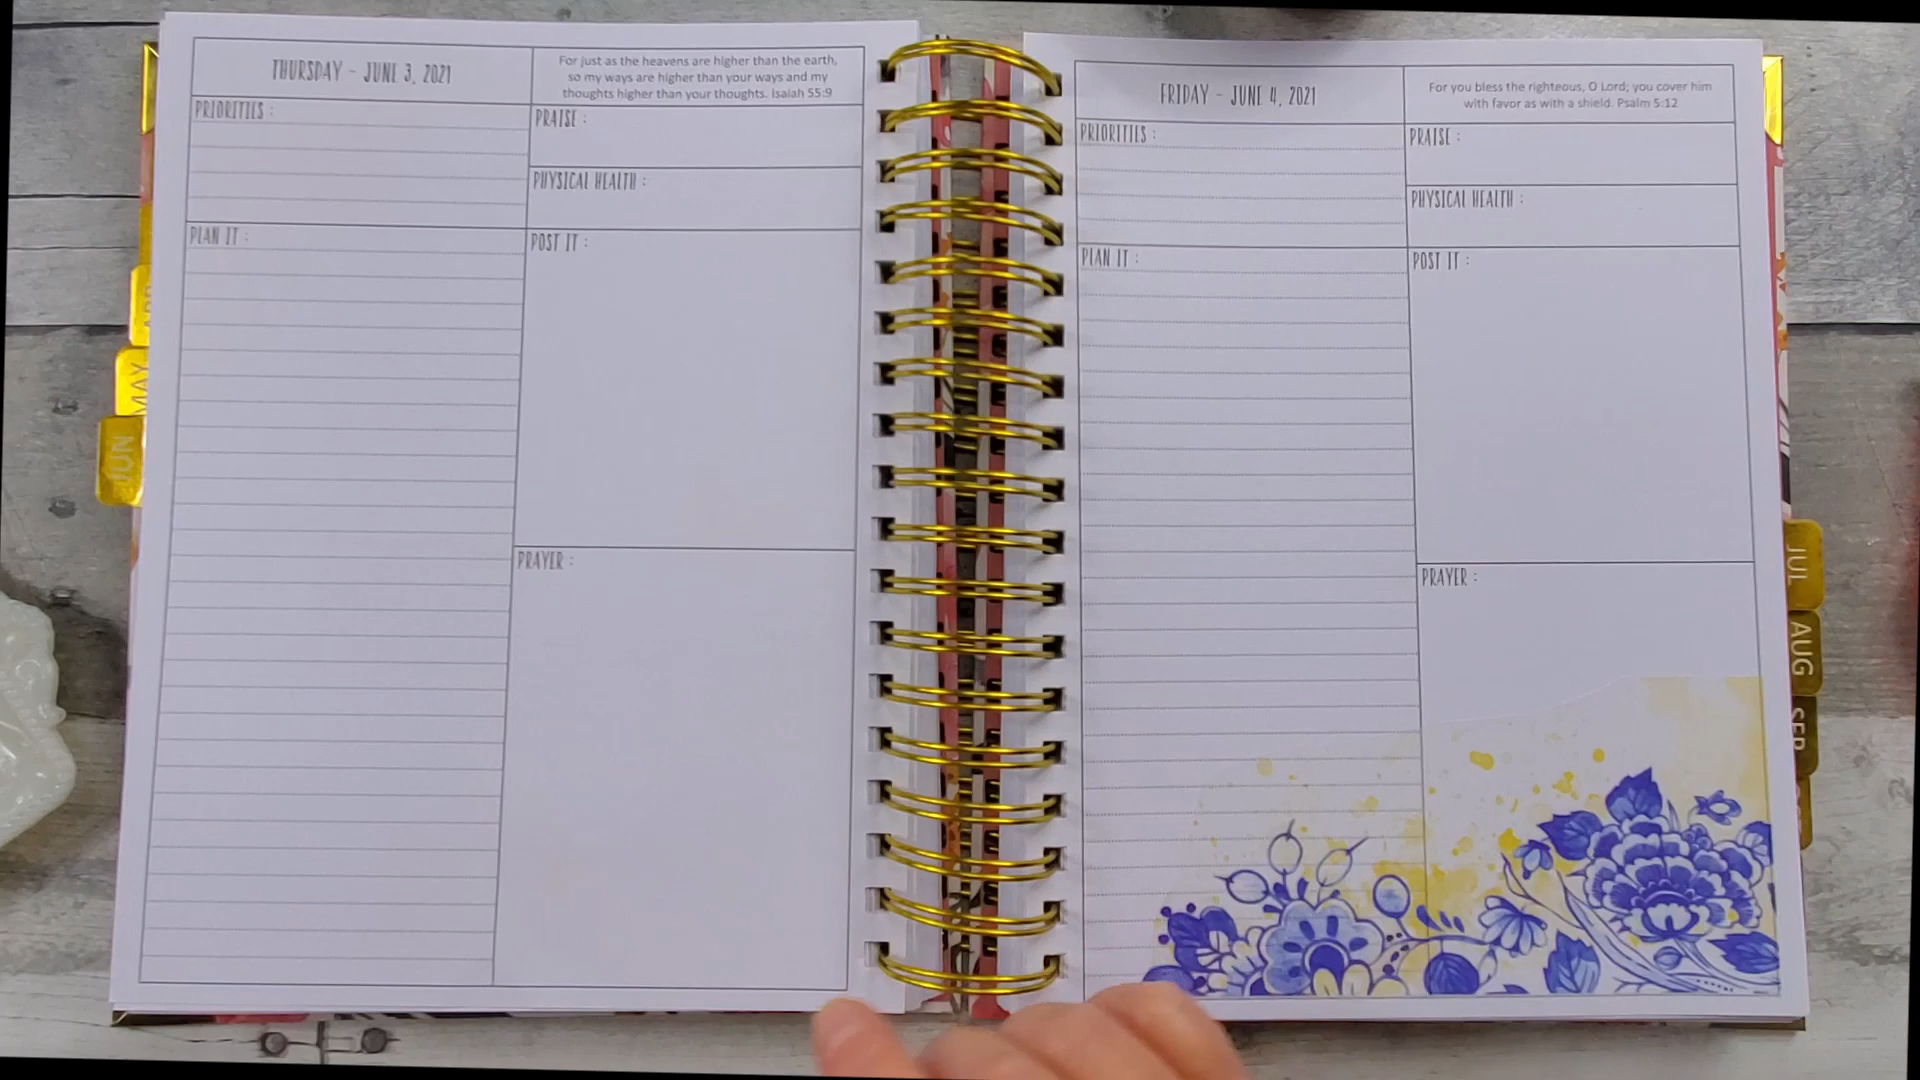 THURSDAY - JUNE 3, 2021
For just as the heavens are higher than the earth,
so my ways are higher than your ways and my
thoughts higher than your thoughts. Isaiah 55:9
PRIORITIES :
PRAISE :
PHYSICAL HEALTH :
PLAN IT :
POST IT :
PRAYER :
MAY
JUN
FRIDAY - JUNE 4, 2021
For you bless the righteous, O Lord; you cover him
with favor as with a shield. Psalm 5:12
PRIORITIES :
PRAISE :
PHYSICAL HEALTH :
PLAN IT :
POST IT :
PRAYER :
JUL
AUG
SEP